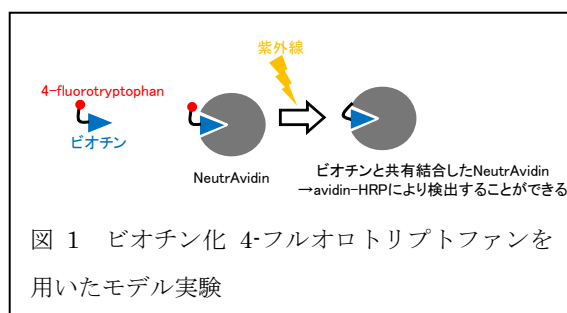 紫外線
4-fluorotryptophan
ビオチン
NeutrAvidin
ビオチンと共有結合したNeutrAvidin
→avidin-HRPにより検出することができる
図 1 ビオチン化 4-フルオロトリプトファンを
用いたモデル実験